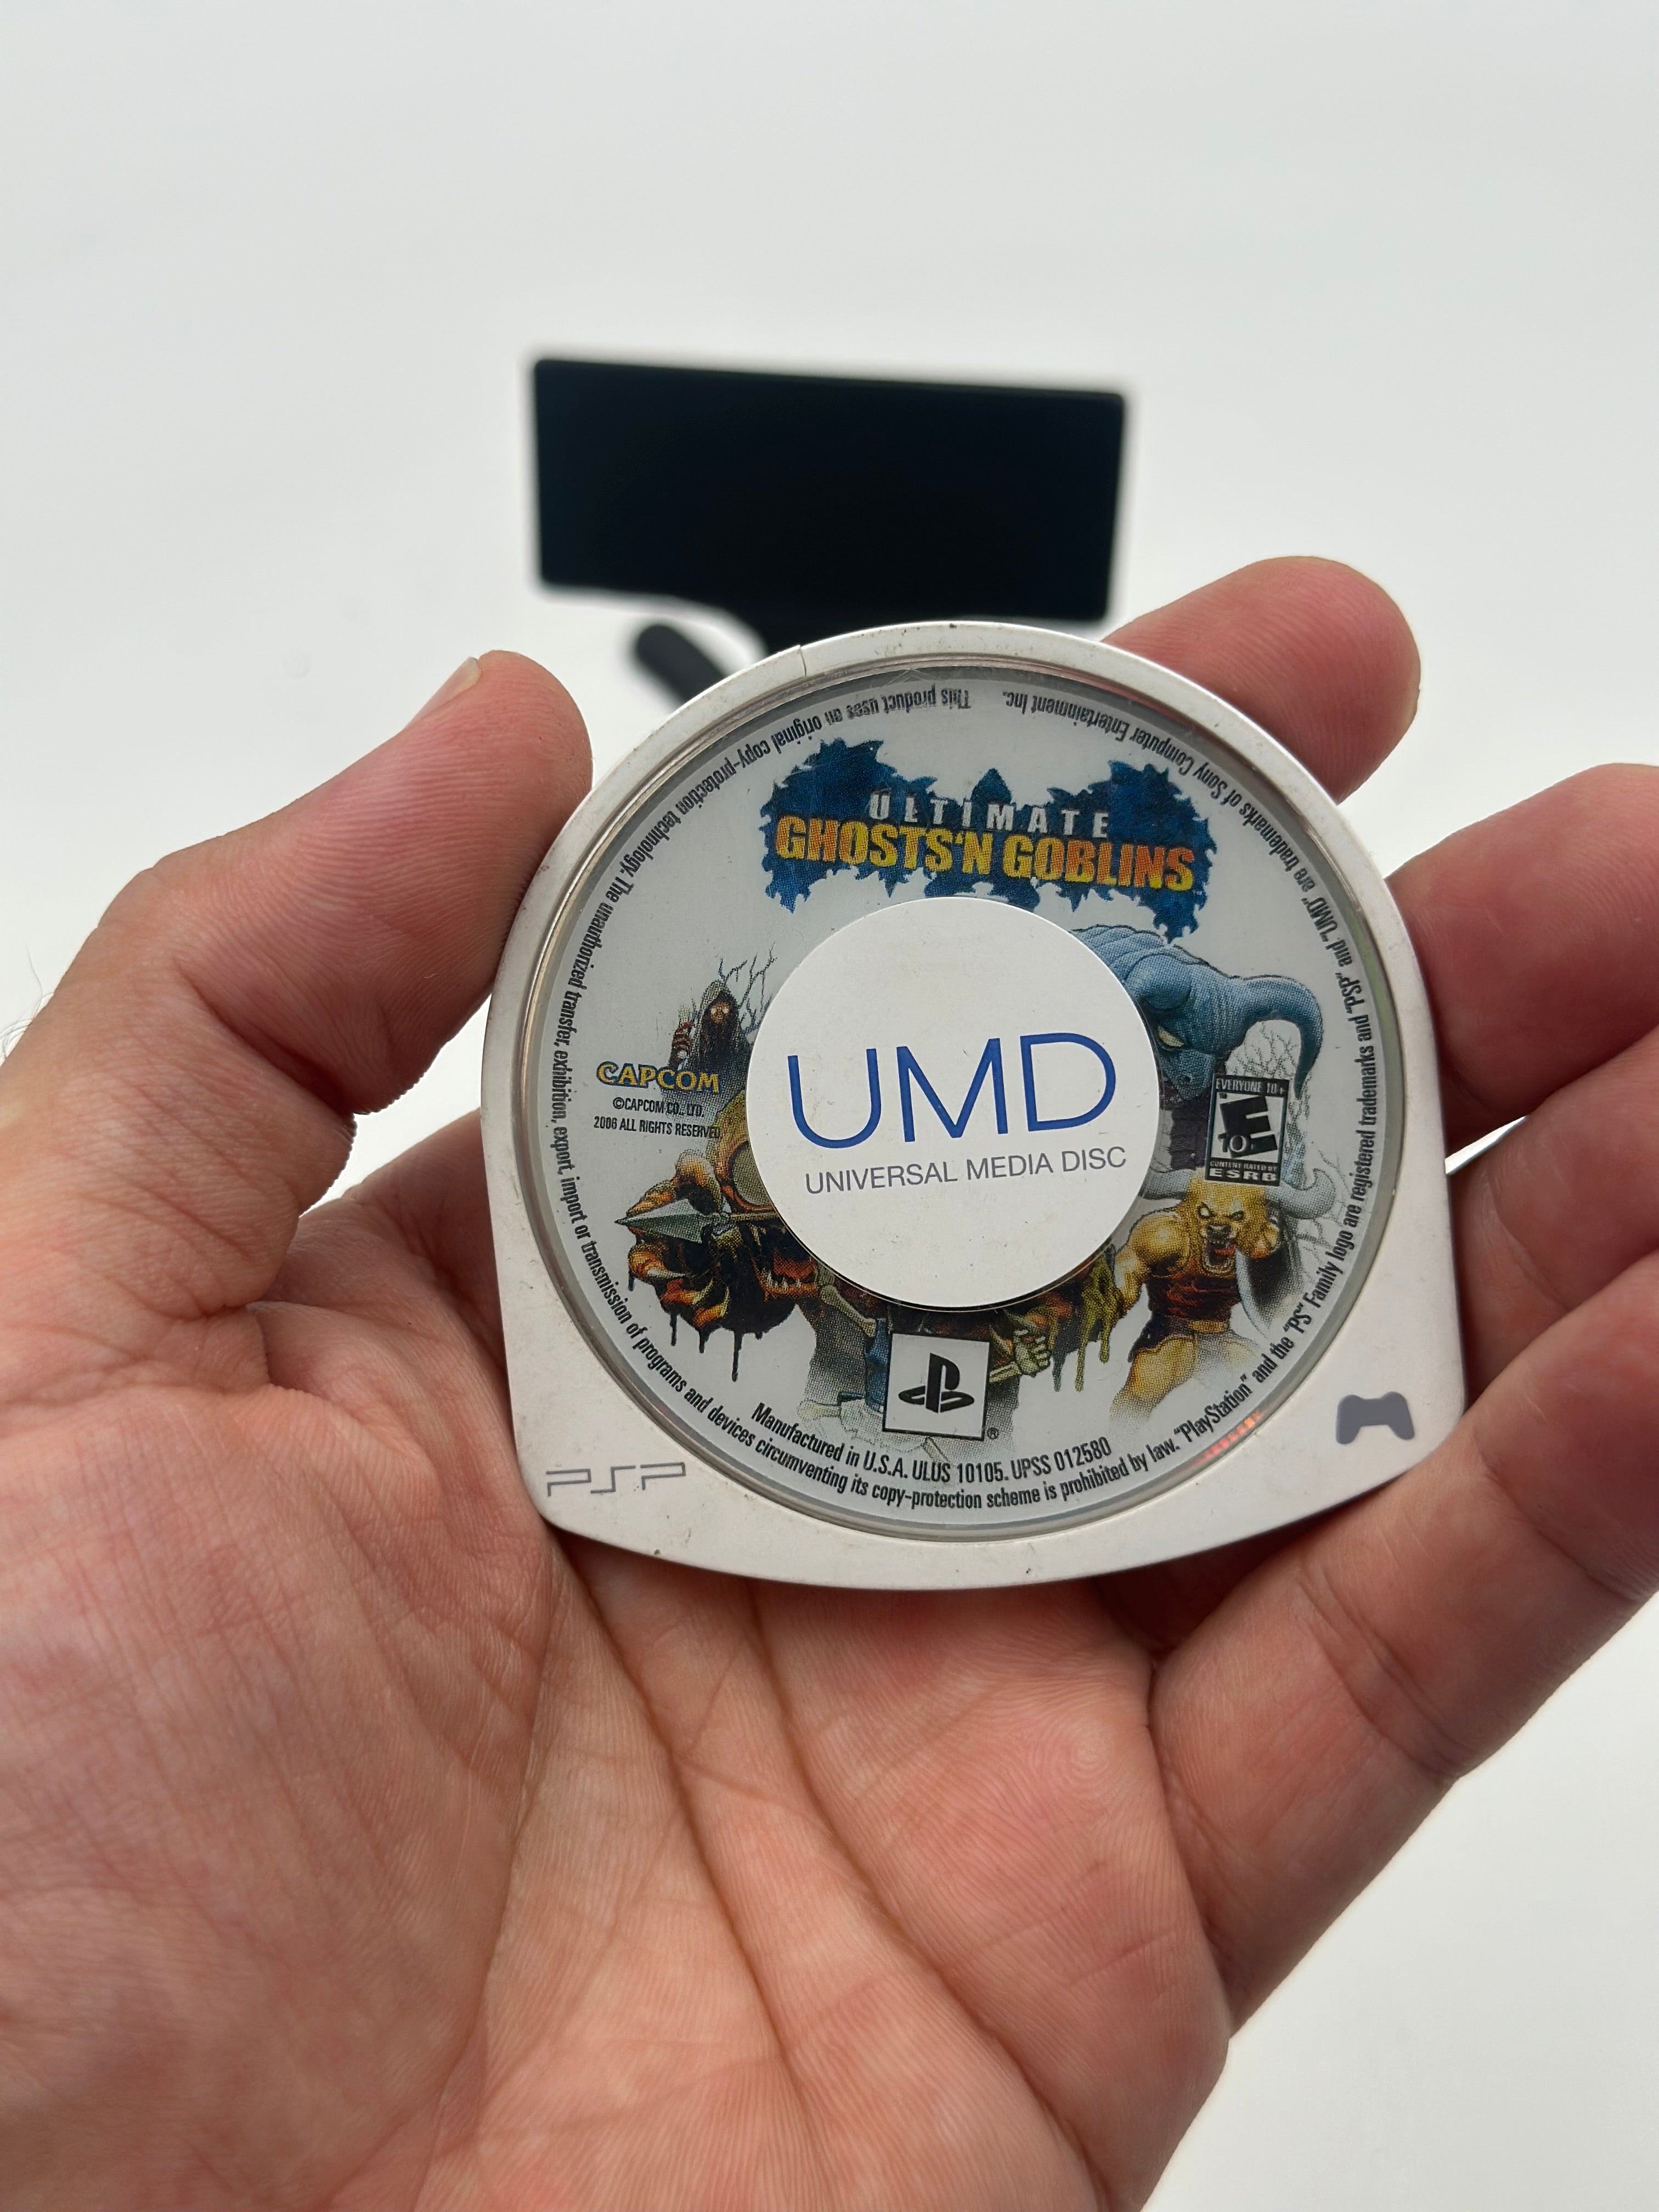 ULTIMATE
GHOSTS'N GOBLINS
CAPCOM
©CAPCOM CO., LTD.
2006 ALL RIGHTS RESERVED.
UMD
UNIVERSAL MEDIA DISC
EVERYONE 10+
E
10+
CONTENT RATED BY
ESRB
®
Manufactured in U.S.A. ULUS 10105. UPSS 012580
This product uses an original copy-protection technology. The unauthorized transfer, exhibition, export, import or transmission of programs and devices circumventing its copy-protection scheme is prohibited by law. "PlayStation" and the "PS" Family logo are registered trademarks and "PSP" and "UMD" are trademarks of Sony Computer Entertainment Inc.
PSP